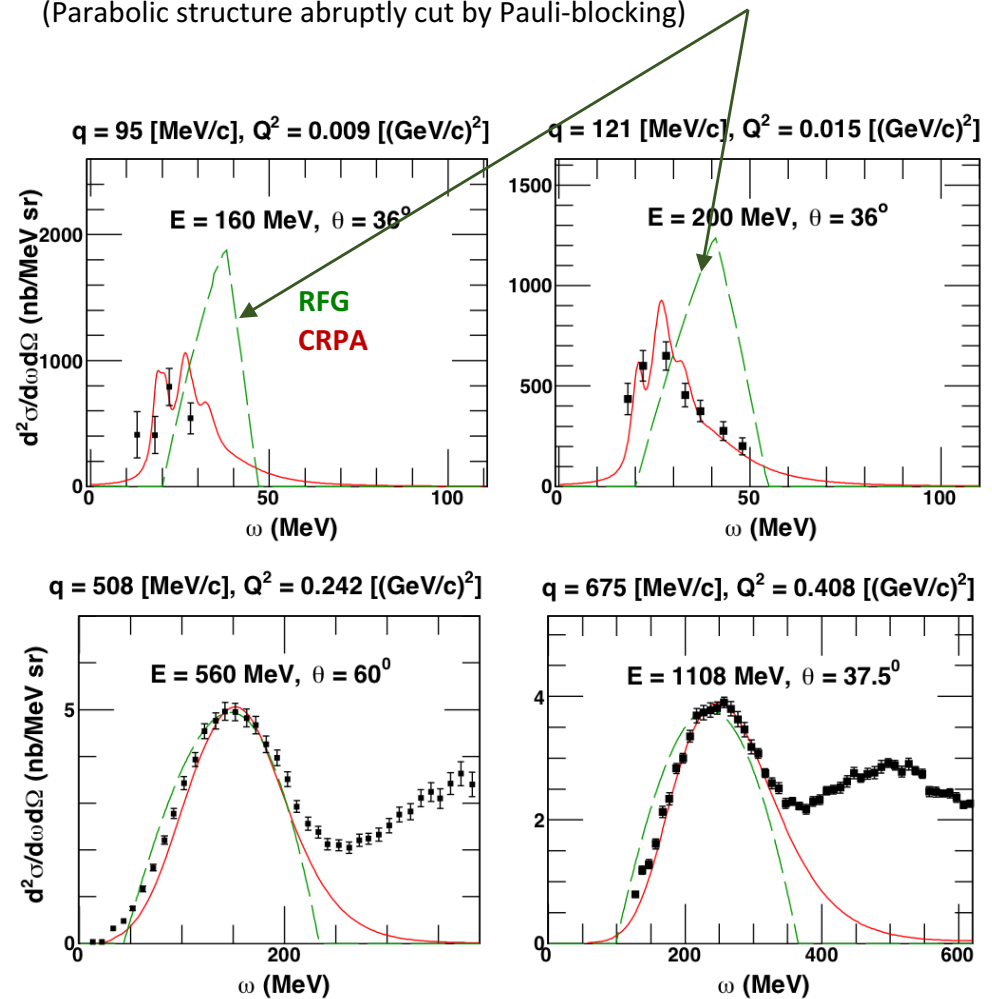 (Parabolic structure abruptly cut by Pauli-blocking)
q = 95 [MeV/c], Q² = 0.009 [(GeV/c)²]
d²σ/dωdΩ (nb/MeV sr)
2000
1000
0
E = 160 MeV, θ = 36°
RFG
CRPA
0 50 100
ω (MeV)
q = 121 [MeV/c], Q² = 0.015 [(GeV/c)²]
1500
1000
500
0
E = 200 MeV, θ = 36°
0 50 100
ω (MeV)
q = 508 [MeV/c], Q² = 0.242 [(GeV/c)²]
d²σ/dωdΩ (nb/MeV sr)
5
0
E = 560 MeV, θ = 60⁰
0 200
ω (MeV)
q = 675 [MeV/c], Q² = 0.408 [(GeV/c)²]
4
2
0
E = 1108 MeV, θ = 37.5⁰
0 200 400 600
ω (MeV)